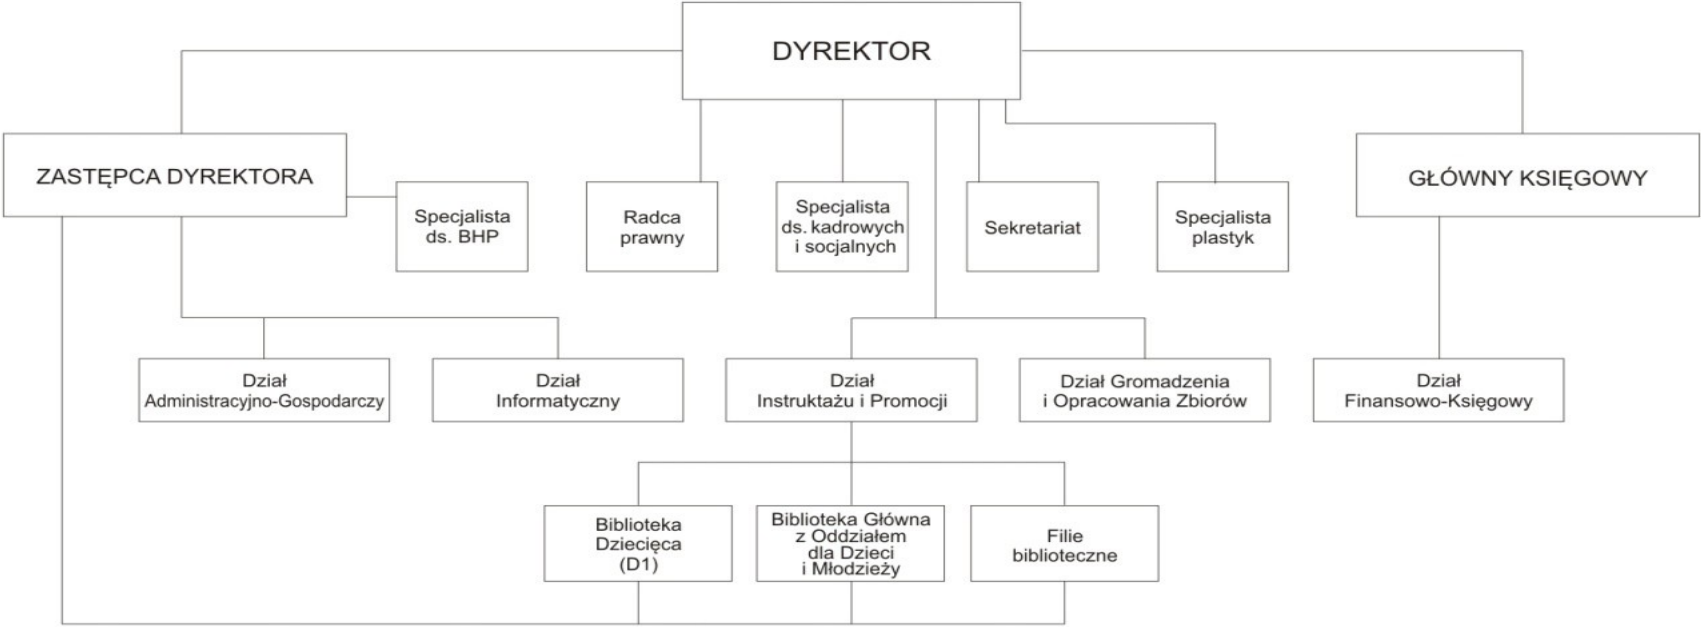 DYREKTOR
ZASTĘPCA DYREKTORA
GŁÓWNY KSIĘGOWY
Specjalista
ds. BHP
Radca
prawny
Specjalista
ds. kadrowych
i socjalnych
Sekretariat
Specjalista
plastyk
Dział
Administracyjno-Gospodarczy
Dział
Informatyczny
Dział
Instruktażu i Promocji
Dział Gromadzenia
i Opracowania Zbiorów
Dział
Finansowo-Księgowy
Biblioteka
Dziecięca
(D1)
Biblioteka Główna
z Oddziałem
dla Dzieci
i Młodzieży
Filie
biblioteczne